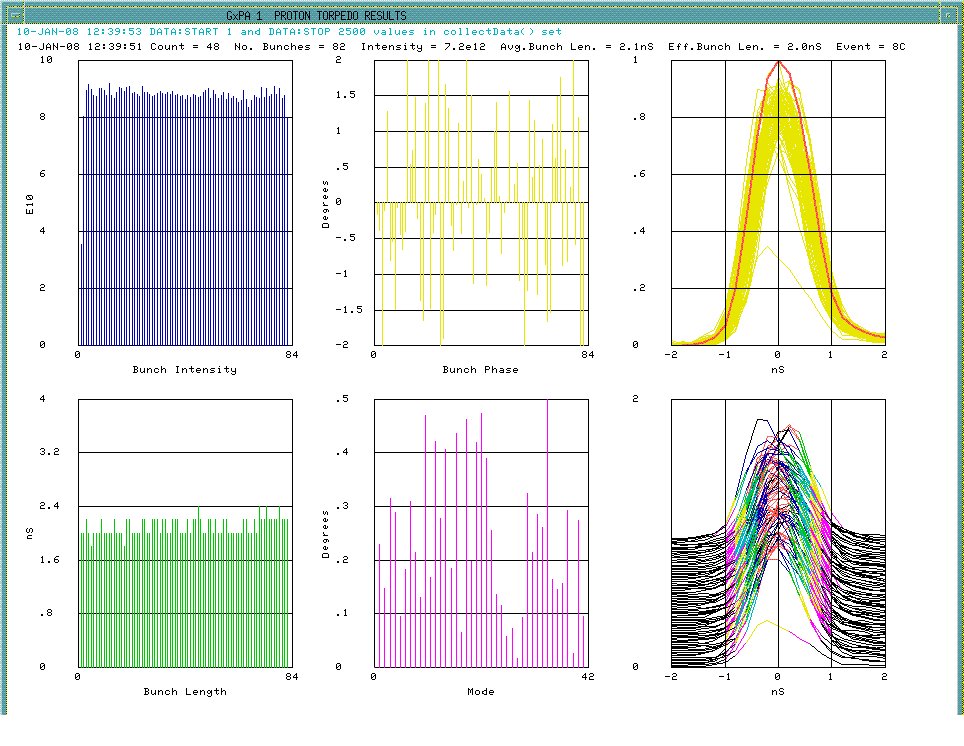 GxPA 1 PROTON TORPEDO RESULTS
10-JAN-08 12:39:53 DATA:START 1 and DATA:STOP 2500 values in collectData() set
10-JAN-08 12:39:51 Count = 48 No. Bunches = 82 Intensity = 7.2e12 Avg.Bunch Len. = 2.1nS Eff.Bunch Len. = 2.0nS Event = 8C
10
8
6
4
2
0
E10
0 84
Bunch Intensity
2
1.5
1
.5
0
-.5
-1
-1.5
-2
Degrees
0 84
Bunch Phase
1
.8
.6
.4
.2
0
-2 -1 0 1 2
nS
4
3.2
2.4
1.6
.8
0
nS
0 84
Bunch Length
.5
.4
.3
.2
.1
0
Degrees
0 42
Mode
2
0
-2 -1 0 1 2
nS